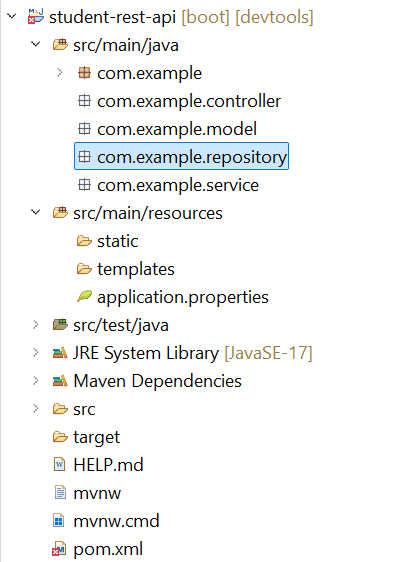 student-rest-api [boot] [devtools]
src/main/java
com.example
com.example.controller
com.example.model
com.example.repository
com.example.service
src/main/resources
static
templates
application.properties
src/test/java
JRE System Library [JavaSE-17]
Maven Dependencies
src
target
HELP.md
mvnw
mvnw.cmd
pom.xml